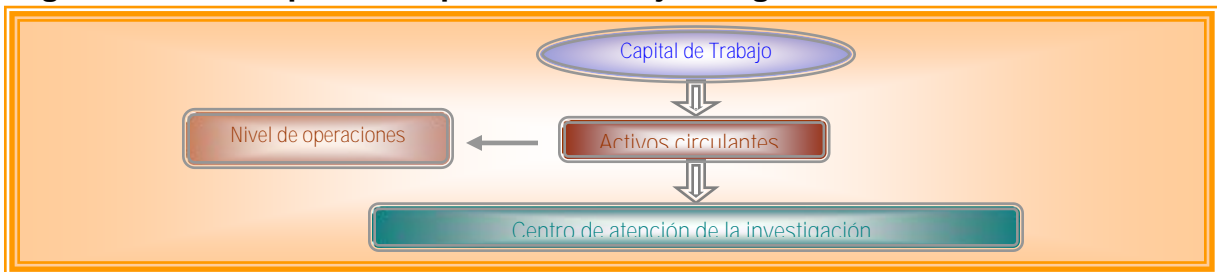 Capital de Trabajo
Nivel de operaciones
Activos circulantes
Centro de atención de la investigación